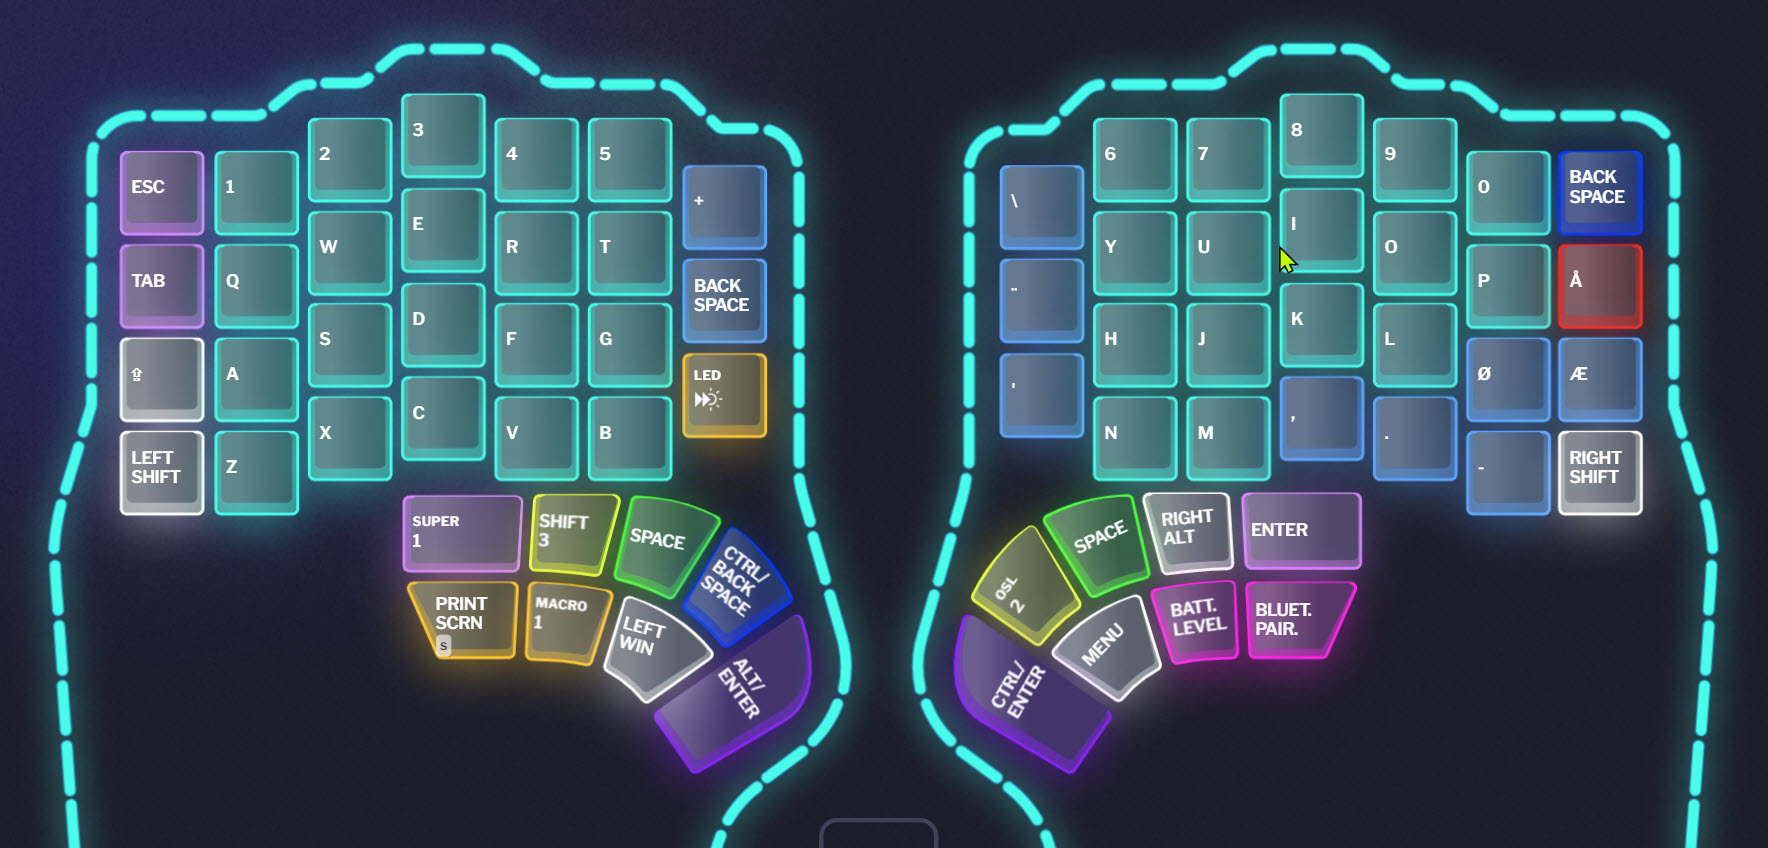 ESC
1
2
3
4
5
+
TAB
Q
W
E
R
T
BACK
SPACE
⇪
A
S
D
F
G
LED
LEFT
SHIFT
Z
X
C
V
B
SUPER
1
SHIFT
3
SPACE
CTRL/
BACK
SPACE
PRINT
SCRN
S
MACRO
1
LEFT
WIN
ALT/
ENTER
\
6
7
8
9
0
BACK
SPACE
¨
Y
U
I
O
P
Å
'
H
J
K
L
Ø
Æ
N
M
,
.
-
RIGHT
SHIFT
OSL
2
SPACE
RIGHT
ALT
ENTER
CTRL/
ENTER
MENU
BATT.
LEVEL
BLUET.
PAIR.